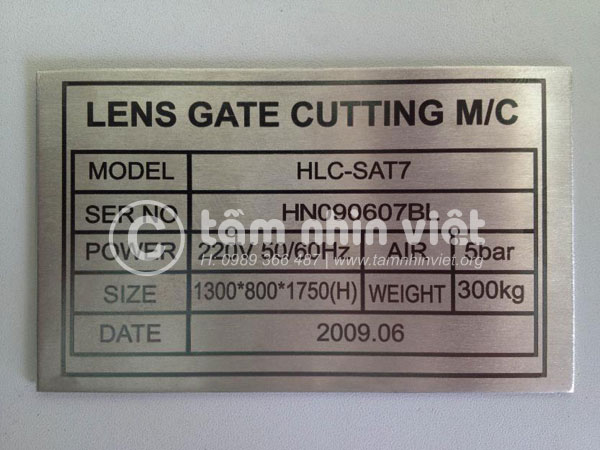 LENS GATE CUTTING M/C
MODEL HLC-SAT7
SER NO HN090607BL
POWER 220V 50/60Hz AIR 5bar
SIZE 1300*800*1750(H) WEIGHT 300kg
DATE 2009.06
© tầm nhìn việt
H: 0989 366 487 | www.tamnhinviet.org